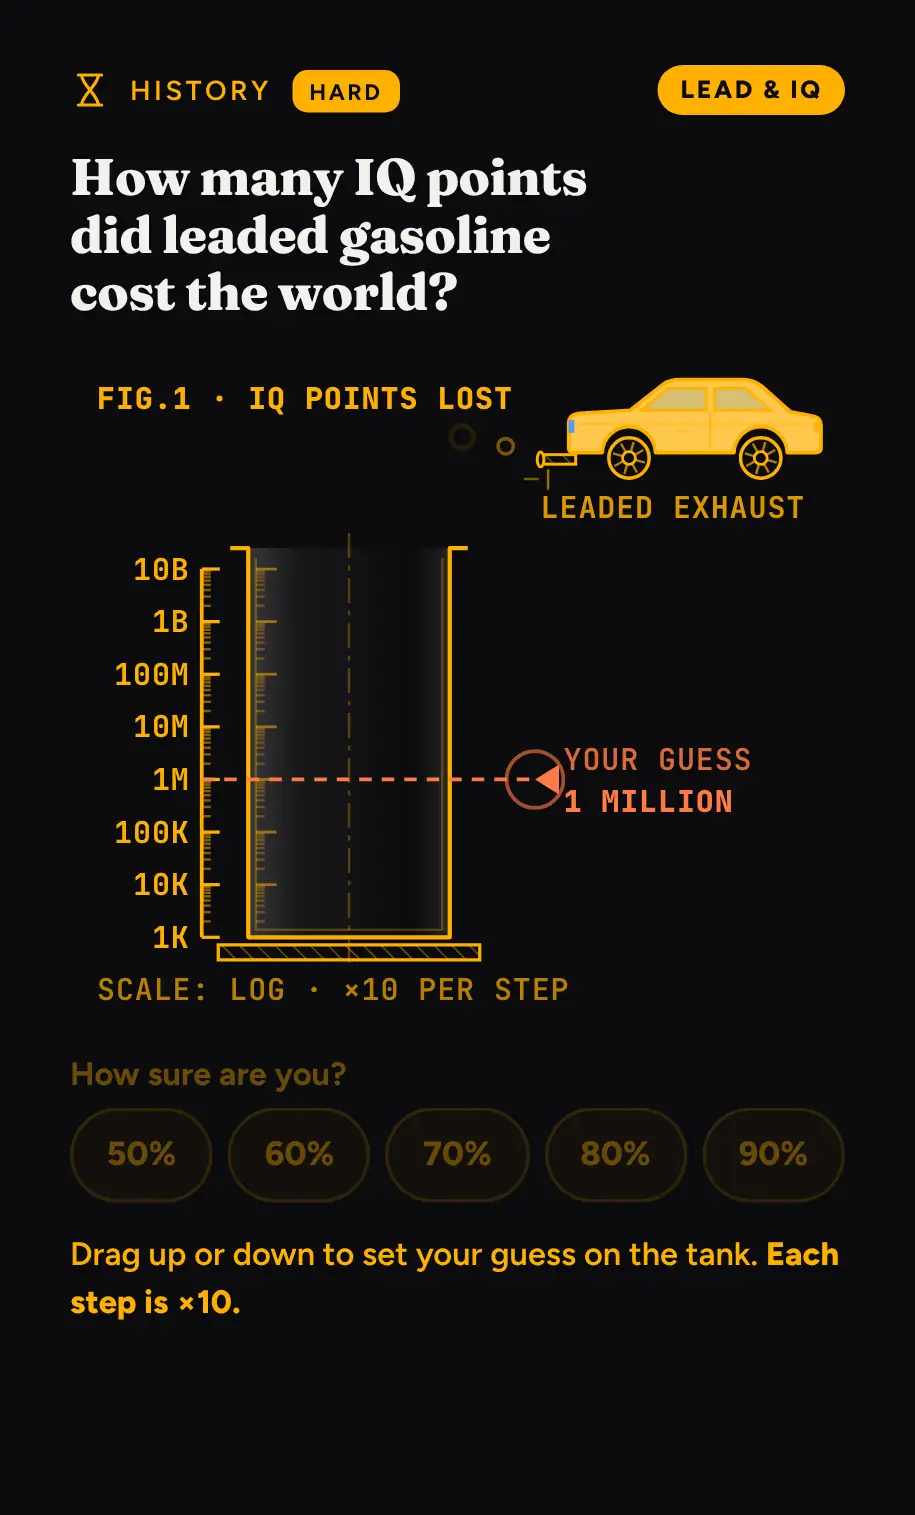 HISTORY
HARD
LEAD & IQ
How many IQ points
did leaded gasoline
cost the world?
FIG.1 · IQ POINTS LOST
LEADED EXHAUST
10B
1B
100M
10M
1M
100K
10K
1K
YOUR GUESS
1 MILLION
SCALE: LOG · ×10 PER STEP
How sure are you?
50%
60%
70%
80%
90%
Drag up or down to set your guess on the tank. Each
step is ×10.